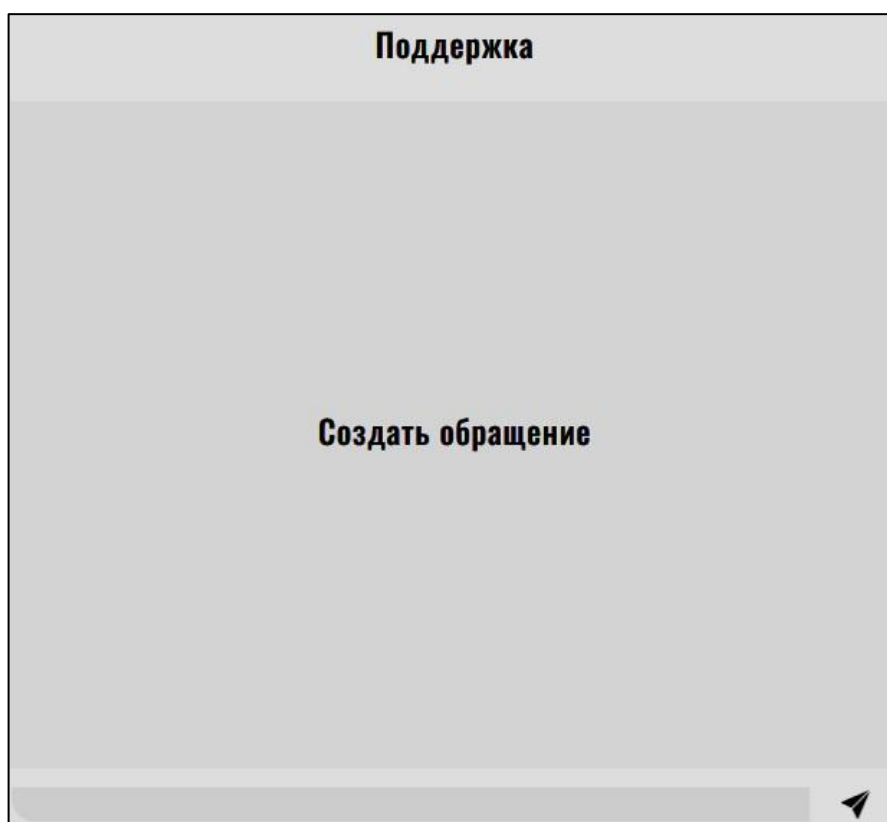 Поддержка
Создать обращение